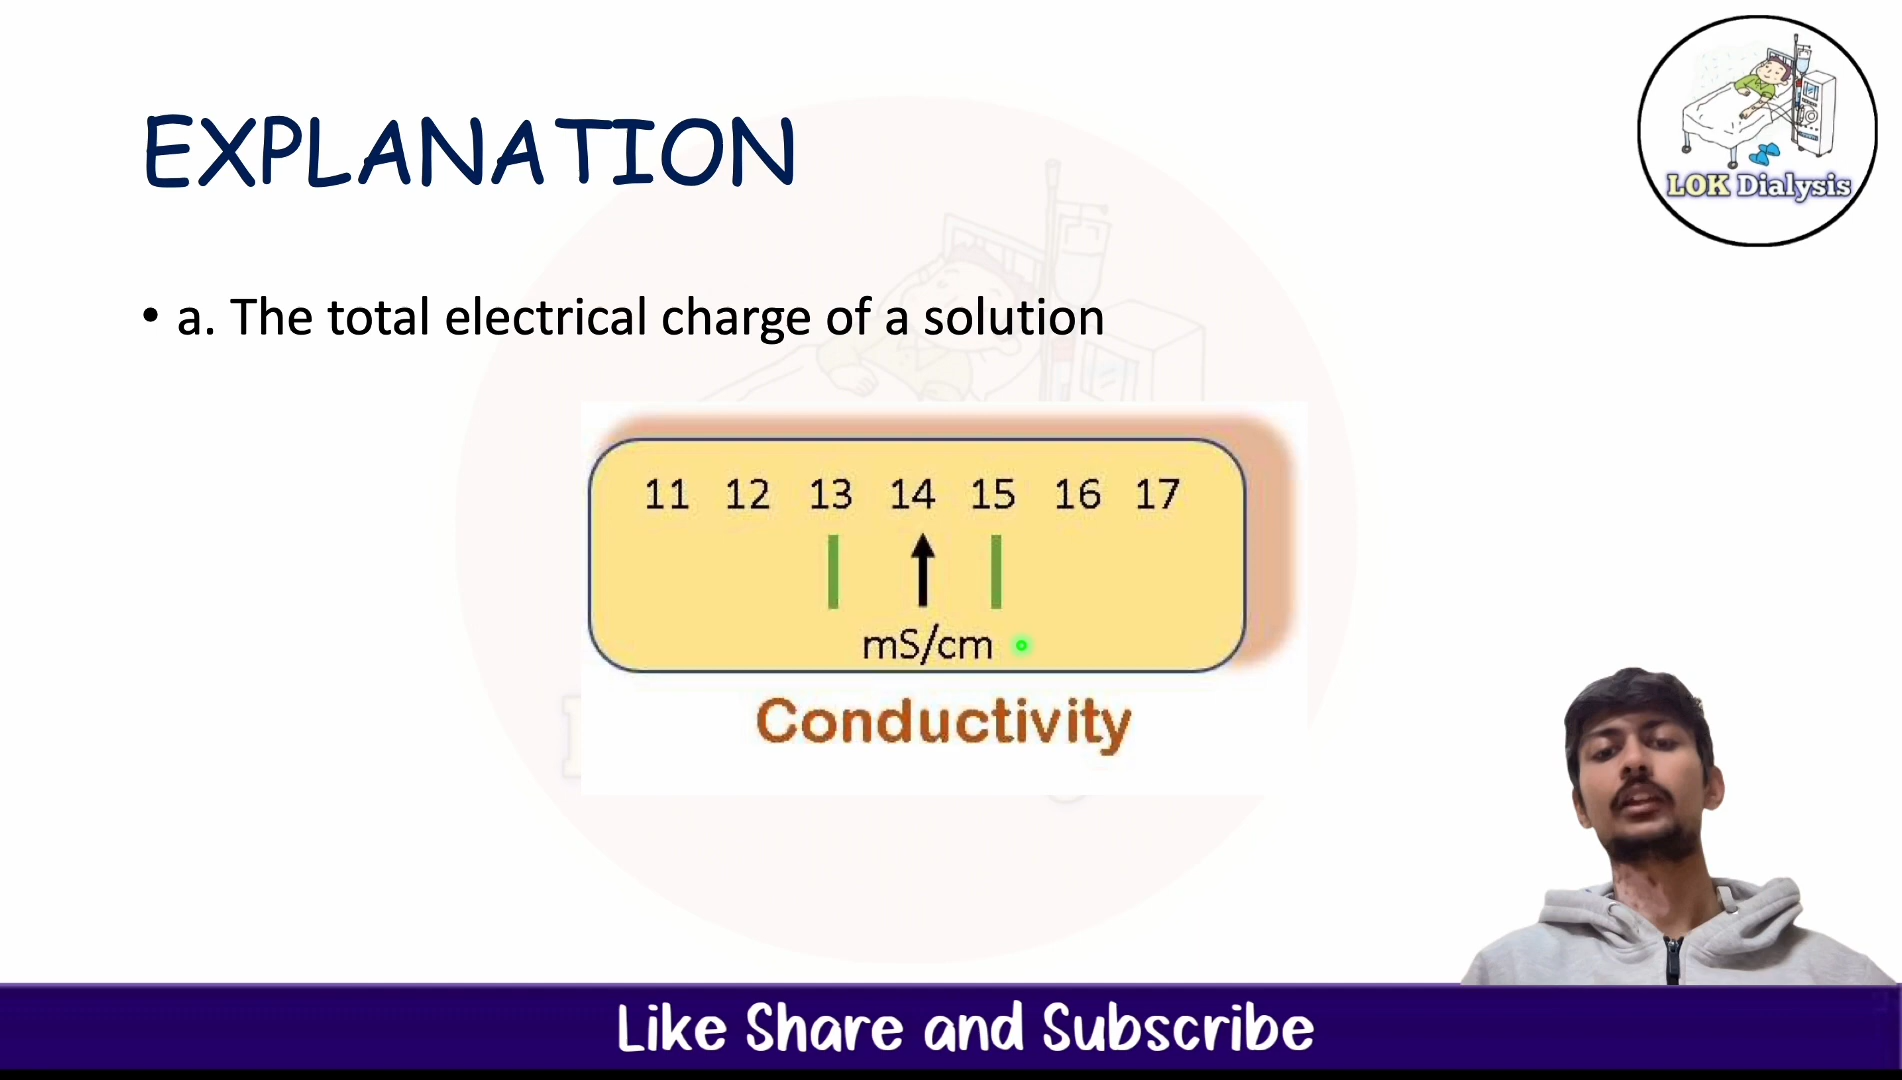 EXPLANATION
LOK Dialysis
• a. The total electrical charge of a solution
11 12 13 14 15 16 17
mS/cm
Conductivity
Like Share and Subscribe